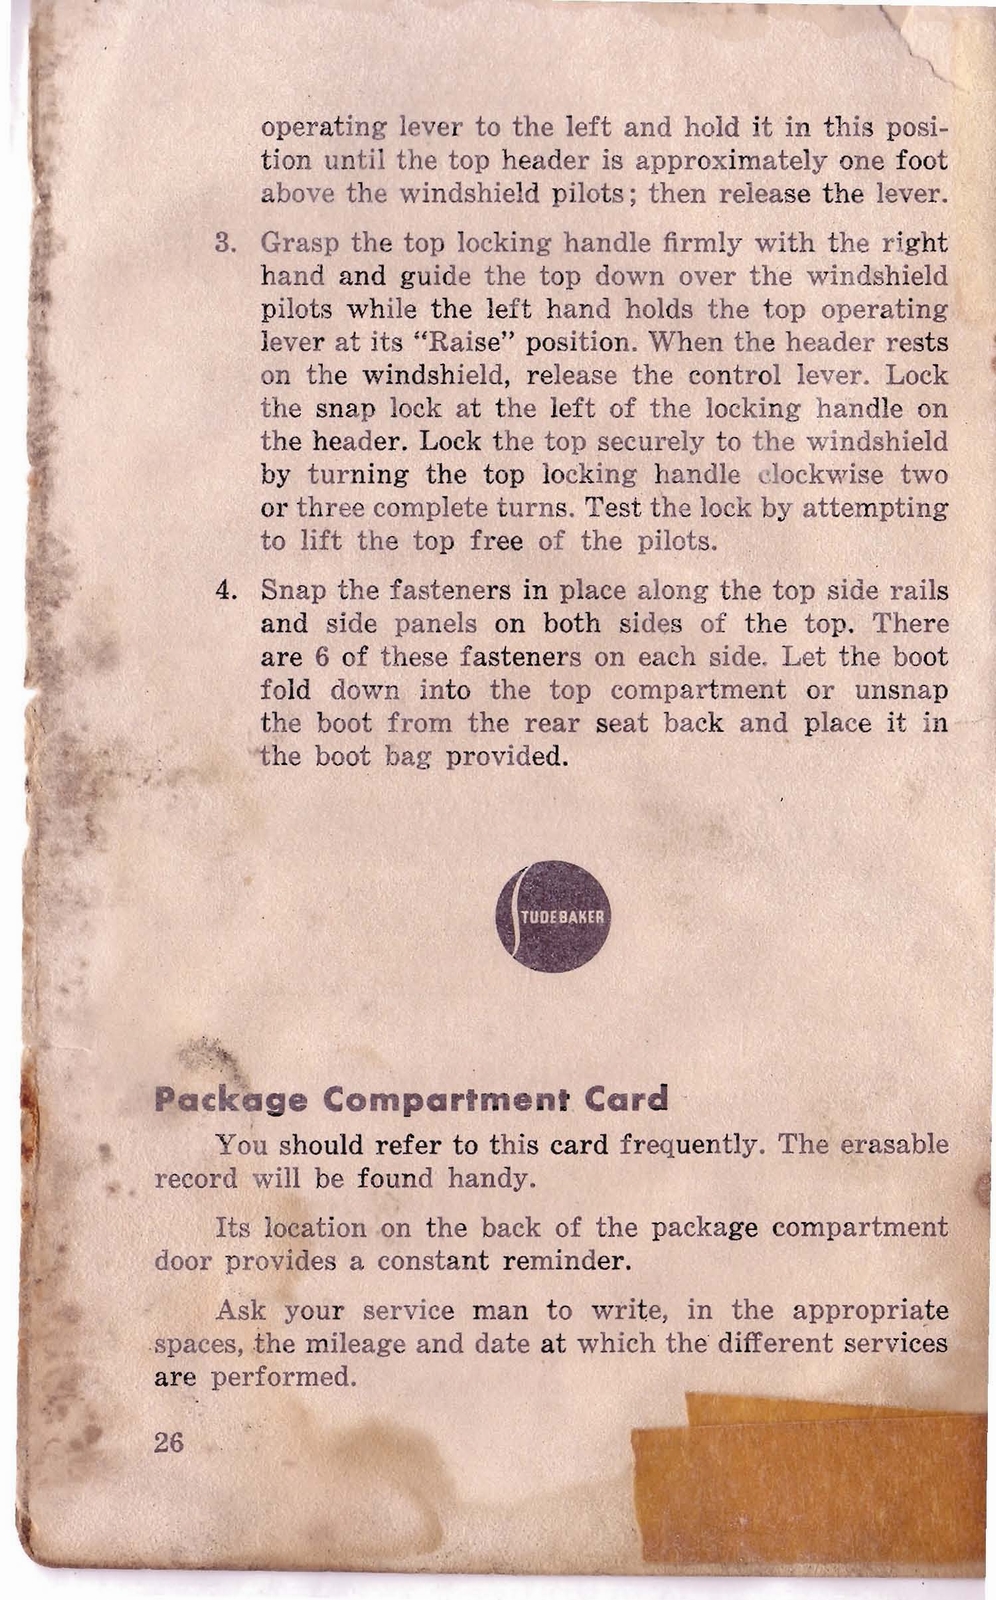 operating lever to the left and hold it in this posi-
tion until the top header is approximately one foot
above the windshield pilots; then release the lever.
3. Grasp the top locking handle firmly with the right
hand and guide the top down over the windshield
pilots while the left hand holds the top operating
lever at its “Raise” position. When the header rests
on the windshield, release the control lever. Lock
the snap lock at the left of the locking handle on
the header. Lock the top securely to the windshield
by turning the top locking handle clockwise two
or three complete turns. Test the lock by attempting
to lift the top free of the pilots.
4. Snap the fasteners in place along the top side rails
and side panels on both sides of the top. There
are 6 of these fasteners on each side. Let the boot
fold down into the top compartment or unsnap
the boot from the rear seat back and place it in
the boot bag provided.
STUDEBAKER
Package Compartment Card
You should refer to this card frequently. The erasable
record will be found handy.
Its location on the back of the package compartment
door provides a constant reminder.
Ask your service man to write, in the appropriate
spaces, the mileage and date at which the different services
are performed.
26